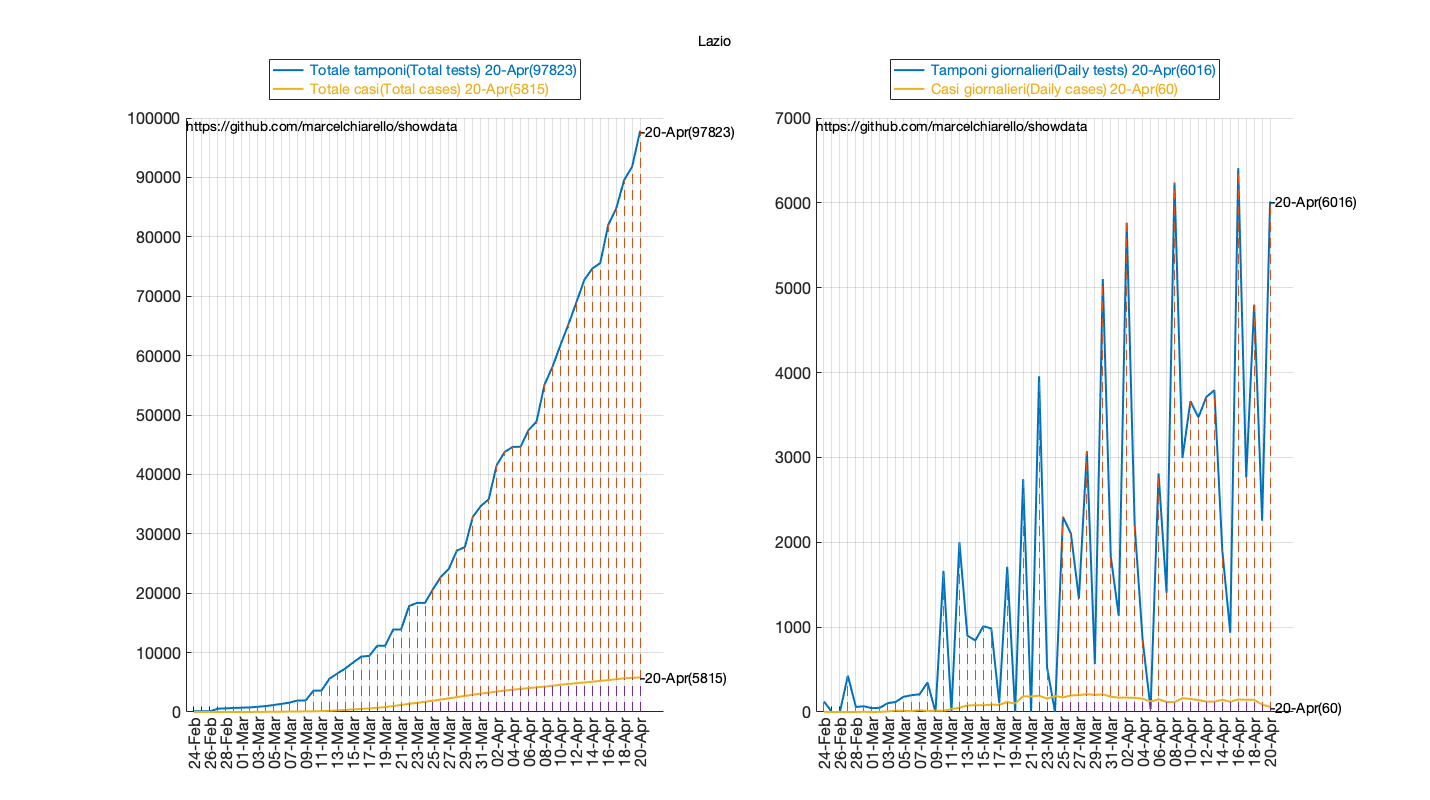 Lazio
Totale tamponi(Total tests) 20-Apr(97823)
Totale casi(Total cases) 20-Apr(5815)
https://github.com/marcelchiarello/showdata
100000
90000
80000
70000
60000
50000
40000
30000
20000
10000
0
20-Apr(97823)
20-Apr(5815)
24-Feb
26-Feb
28-Feb
01-Mar
03-Mar
05-Mar
07-Mar
09-Mar
11-Mar
13-Mar
15-Mar
17-Mar
19-Mar
21-Mar
23-Mar
25-Mar
27-Mar
29-Mar
31-Mar
02-Apr
04-Apr
06-Apr
08-Apr
10-Apr
12-Apr
14-Apr
16-Apr
18-Apr
20-Apr
Tamponi giornalieri(Daily tests) 20-Apr(6016)
Casi giornalieri(Daily cases) 20-Apr(60)
https://github.com/marcelchiarello/showdata
7000
6000
5000
4000
3000
2000
1000
0
20-Apr(6016)
20-Apr(60)
24-Feb
26-Feb
28-Feb
01-Mar
03-Mar
05-Mar
07-Mar
09-Mar
11-Mar
13-Mar
15-Mar
17-Mar
19-Mar
21-Mar
23-Mar
25-Mar
27-Mar
29-Mar
31-Mar
02-Apr
04-Apr
06-Apr
08-Apr
10-Apr
12-Apr
14-Apr
16-Apr
18-Apr
20-Apr